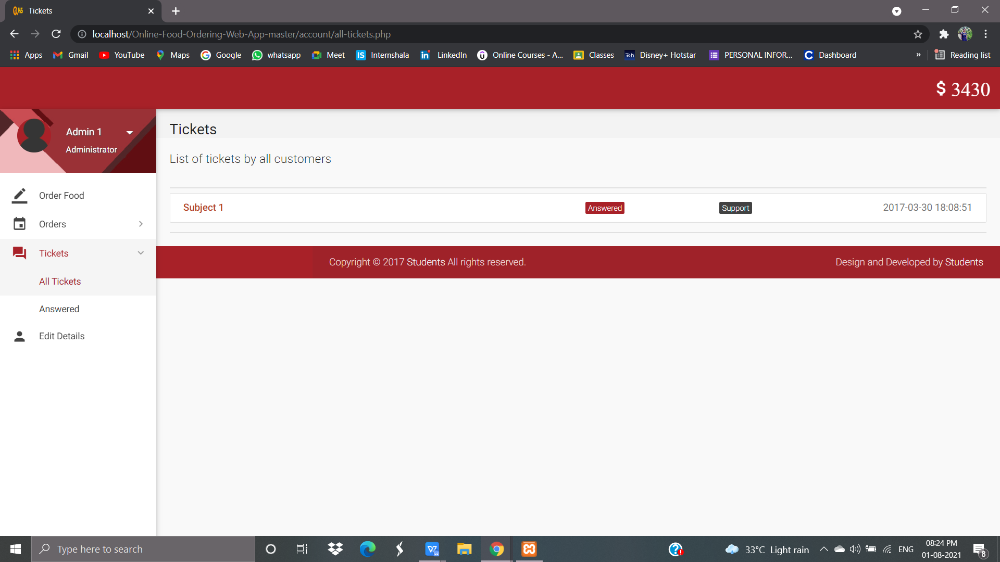 Tickets
localhost/Online-Food-Ordering-Web-App-master/account/all-tickets.php
Apps Gmail YouTube Maps Google whatsapp Meet Internshala LinkedIn Online Courses - A... Classes Disney+ Hotstar PERSONAL INFOR... Dashboard » Reading list
$ 3430
Admin 1
Administrator
Order Food
Orders
Tickets
All Tickets
Answered
Edit Details
Tickets
List of tickets by all customers
Subject 1 Answered Support 2017-03-30 18:08:51
Copyright © 2017 Students All rights reserved. Design and Developed by Students
Type here to search
33°C Light rain ENG
08:24 PM
01-08-2021
8